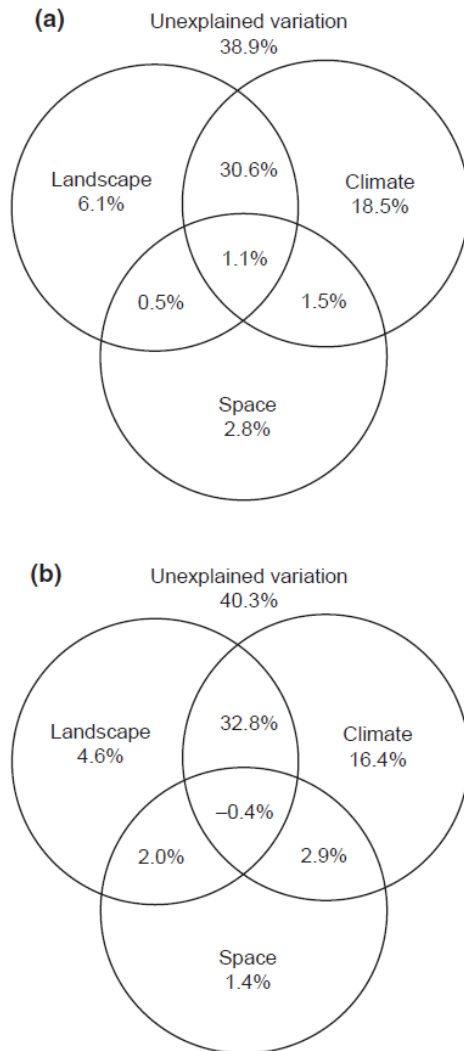 (a)
Unexplained variation
38.9%
Landscape
6.1%
30.6%
Climate
18.5%
1.1%
0.5%
1.5%
Space
2.8%
(b)
Unexplained variation
40.3%
Landscape
4.6%
32.8%
Climate
16.4%
–0.4%
2.0%
2.9%
Space
1.4%